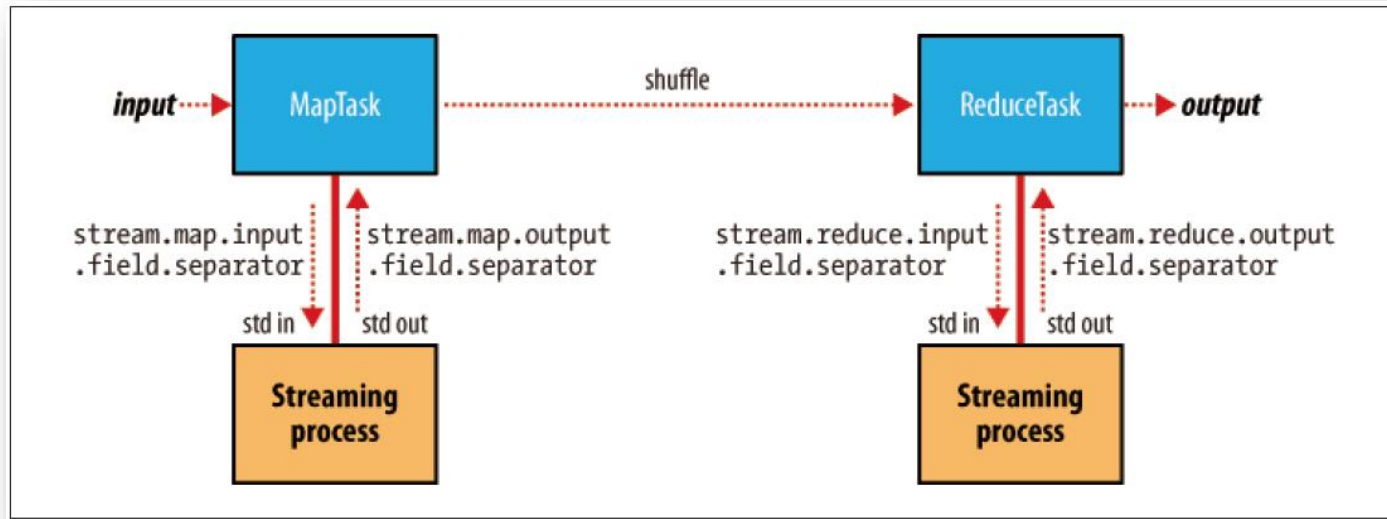 shuffle
input
MapTask
ReduceTask
output
stream.map.input
.field.separator
stream.map.output
.field.separator
stream.reduce.input
.field.separator
stream.reduce.output
.field.separator
std in
std out
std in
std out
Streaming
process
Streaming
process